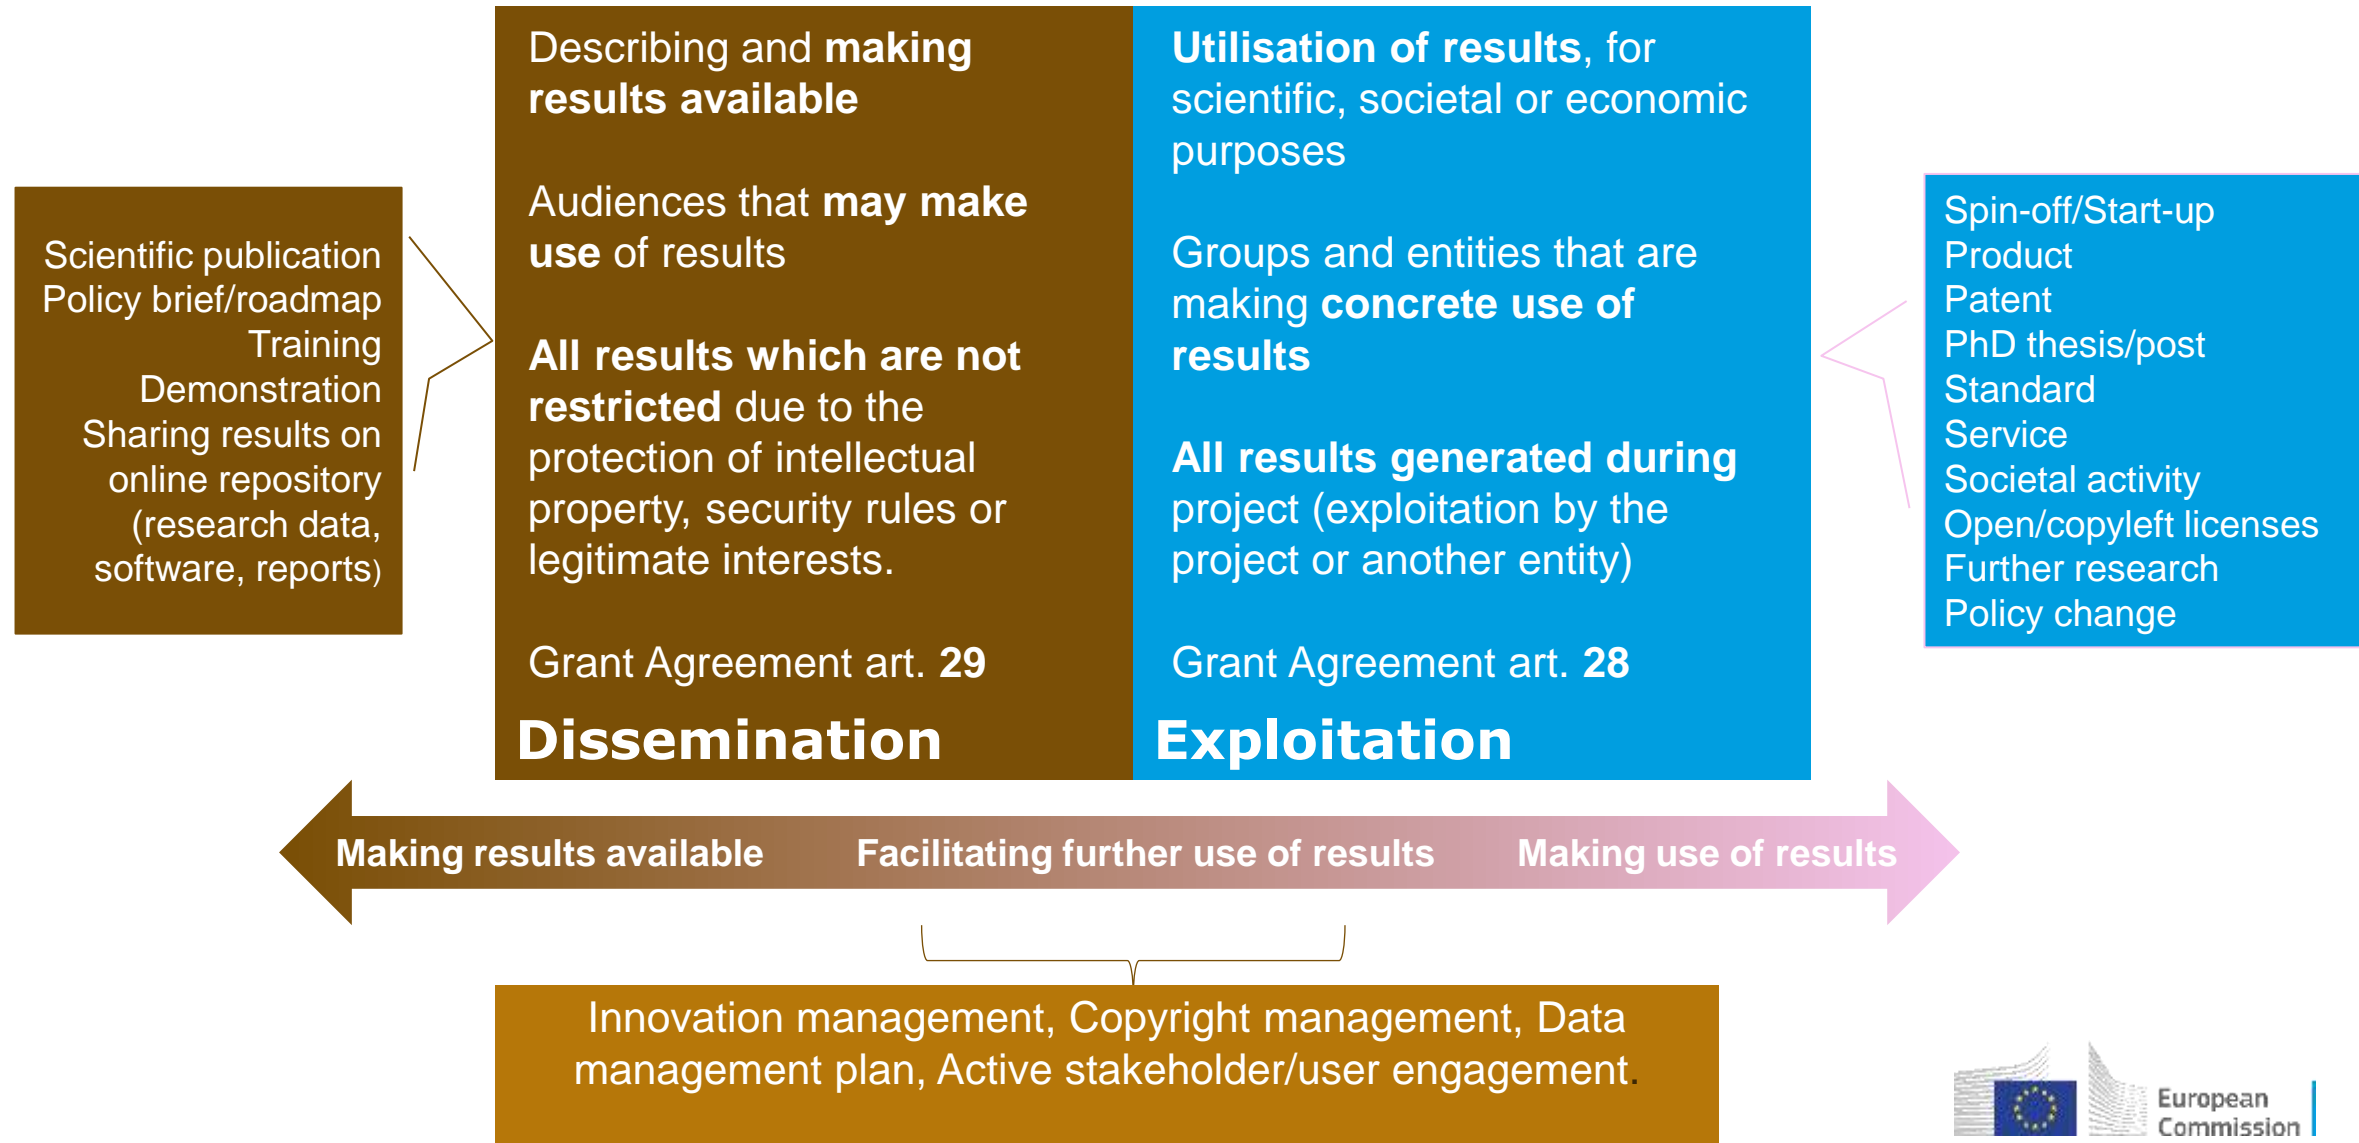 Describing and making
results available
Audiences that may make
use of results
All results which are not
restricted due to the
protection of intellectual
property, security rules or
legitimate interests.
Grant Agreement art. 29
Dissemination
Utilisation of results, for
scientific, societal or economic
purposes
Groups and entities that are
making concrete use of
results
All results generated during
project (exploitation by the
project or another entity)
Grant Agreement art. 28
Exploitation
Scientific publication
Policy brief/roadmap
Training
Demonstration
Sharing results on
online repository
(research data,
software, reports)
Spin-off/Start-up
Product
Patent
PhD thesis/post
Standard
Service
Societal activity
Open/copyleft licenses
Further research
Policy change
Making results available
Facilitating further use of results
Making use of results
Innovation management, Copyright management, Data
management plan, Active stakeholder/user engagement.
European
Commission